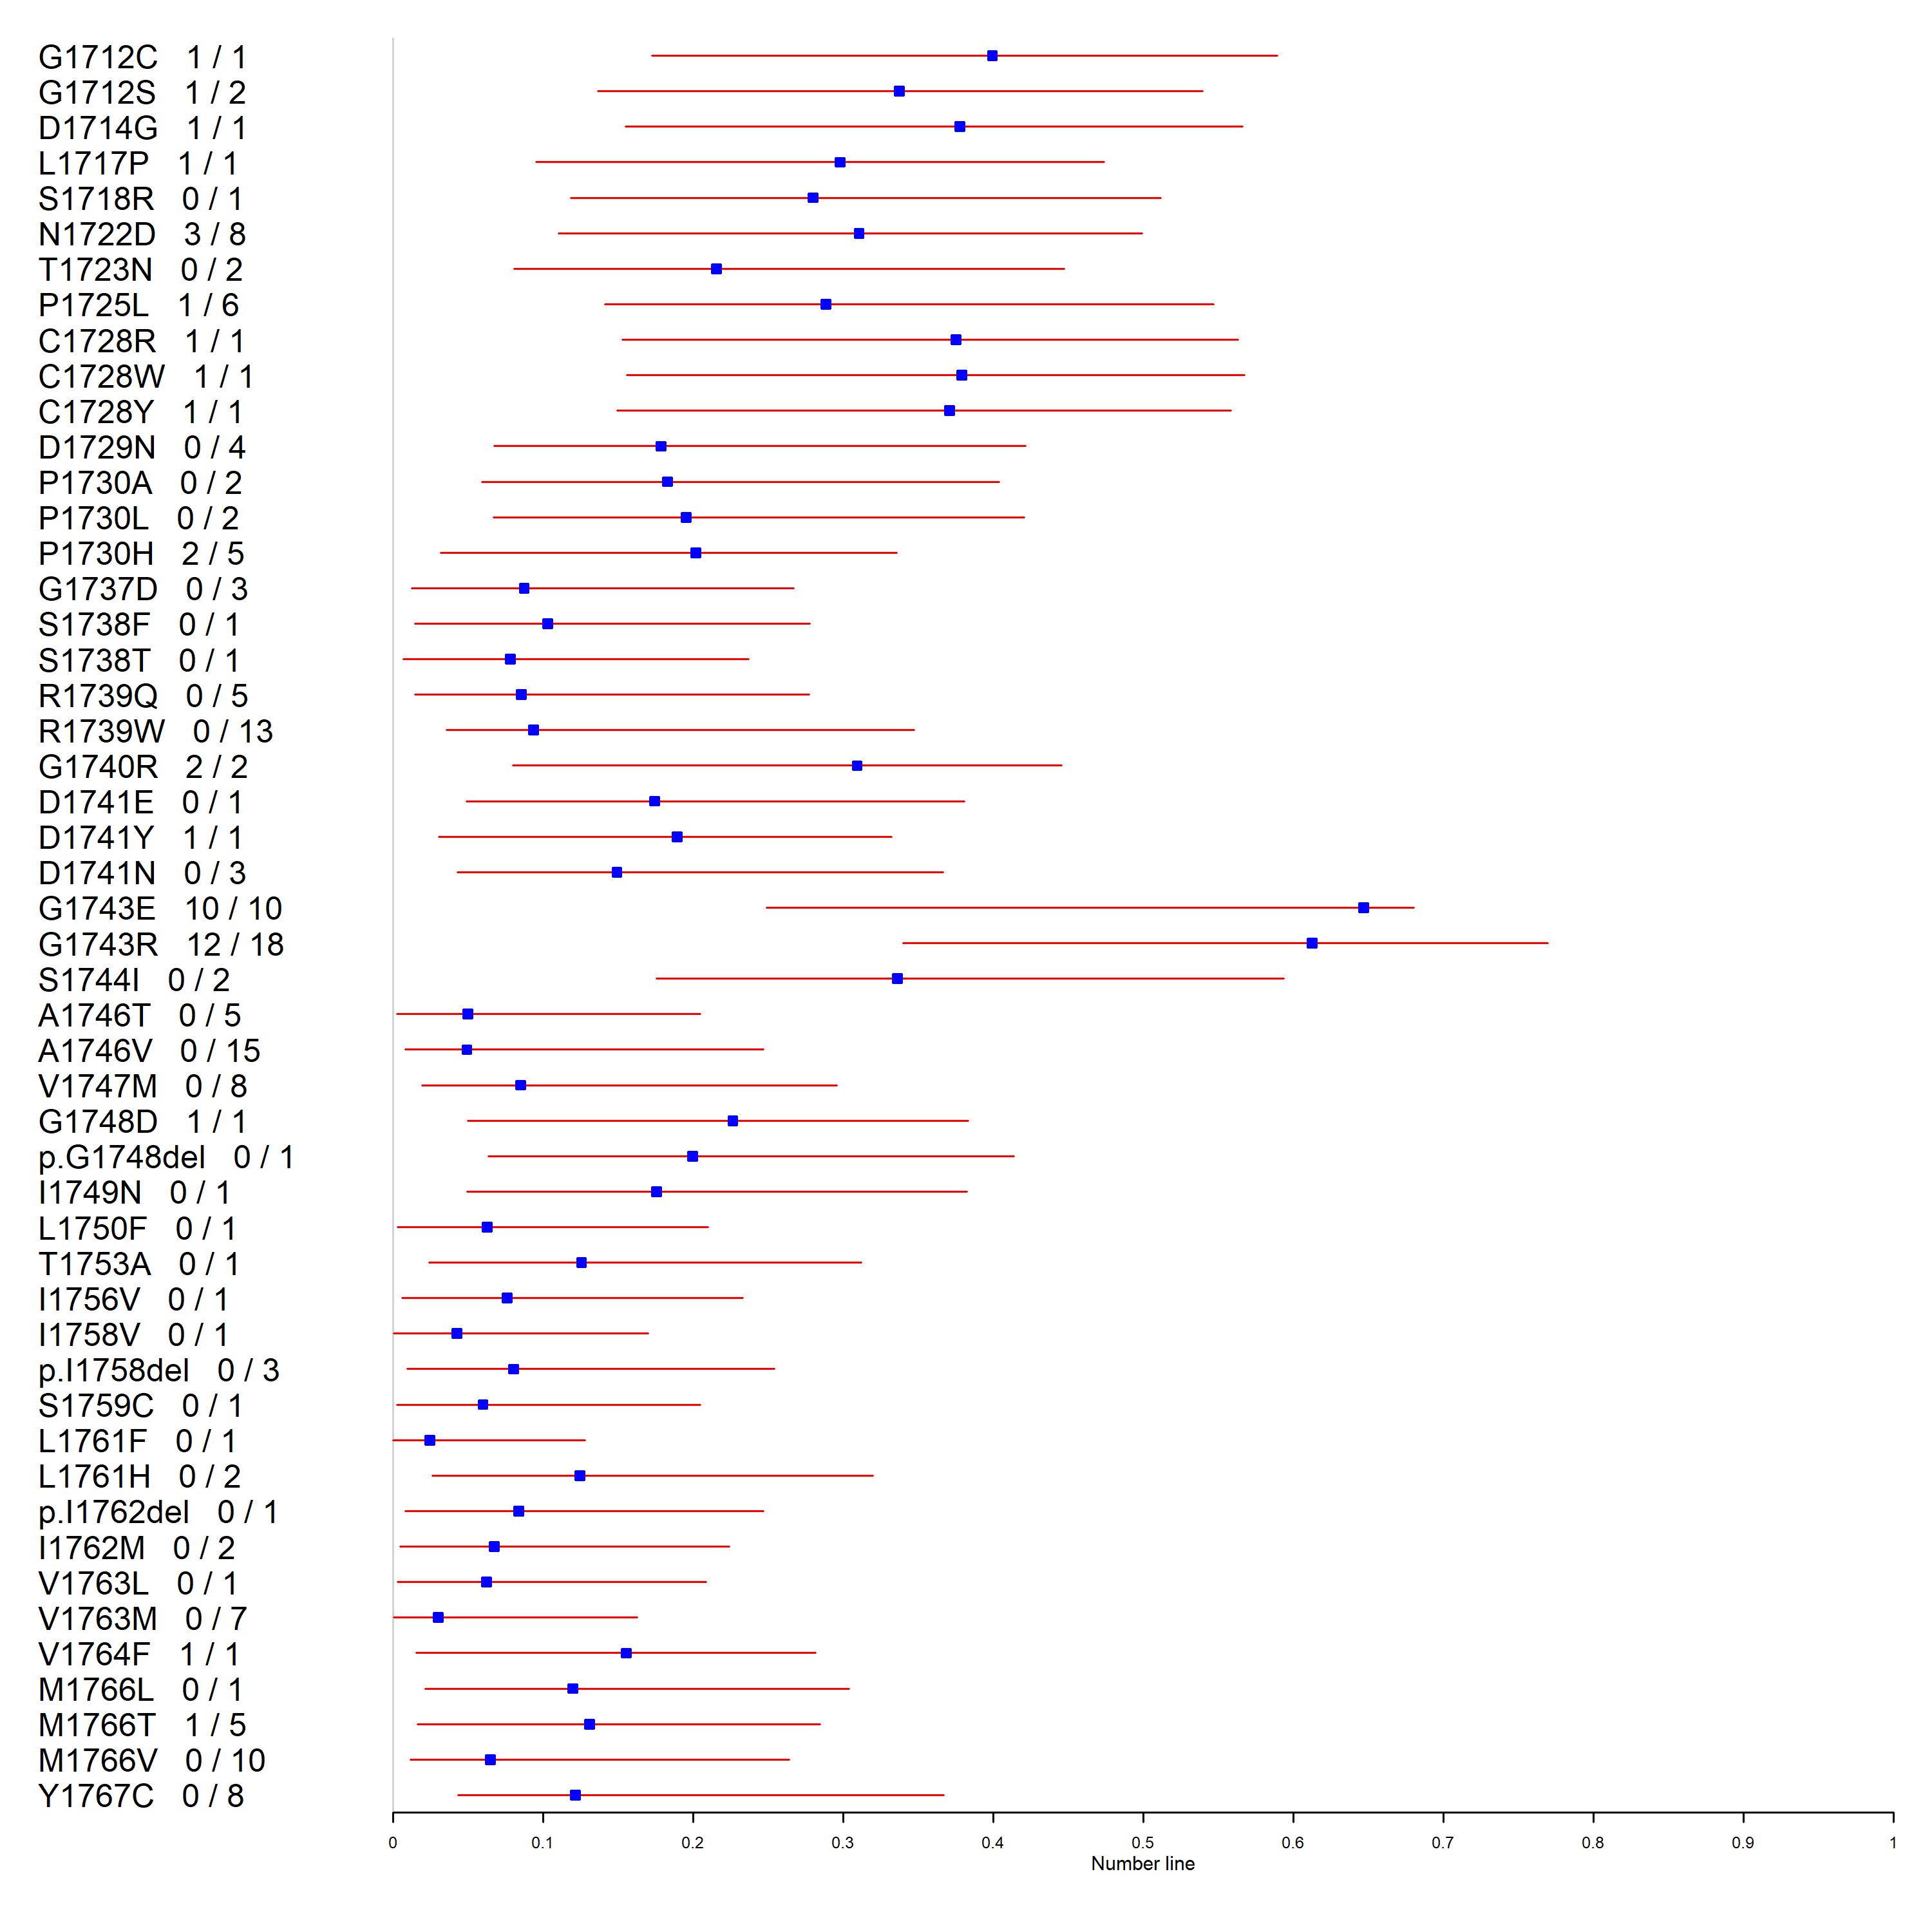 G1712C 1 / 1
G1712S 1 / 2
D1714G 1 / 1
L1717P 1 / 1
S1718R 0 / 1
N1722D 3 / 8
T1723N 0 / 2
P1725L 1 / 6
C1728R 1 / 1
C1728W 1 / 1
C1728Y 1 / 1
D1729N 0 / 4
P1730A 0 / 2
P1730L 0 / 2
P1730H 2 / 5
G1737D 0 / 3
S1738F 0 / 1
S1738T 0 / 1
R1739Q 0 / 5
R1739W 0 / 13
G1740R 2 / 2
D1741E 0 / 1
D1741Y 1 / 1
D1741N 0 / 3
G1743E 10 / 10
G1743R 12 / 18
S1744I 0 / 2
A1746T 0 / 5
A1746V 0 / 15
V1747M 0 / 8
G1748D 1 / 1
p.G1748del 0 / 1
I1749N 0 / 1
L1750F 0 / 1
T1753A 0 / 1
I1756V 0 / 1
I1758V 0 / 1
p.I1758del 0 / 3
S1759C 0 / 1
L1761F 0 / 1
L1761H 0 / 2
p.I1762del 0 / 1
I1762M 0 / 2
V1763L 0 / 1
V1763M 0 / 7
V1764F 1 / 1
M1766L 0 / 1
M1766T 1 / 5
M1766V 0 / 10
Y1767C 0 / 8
0 0.1 0.2 0.3 0.4 0.5 0.6 0.7 0.8 0.9 1
Number line